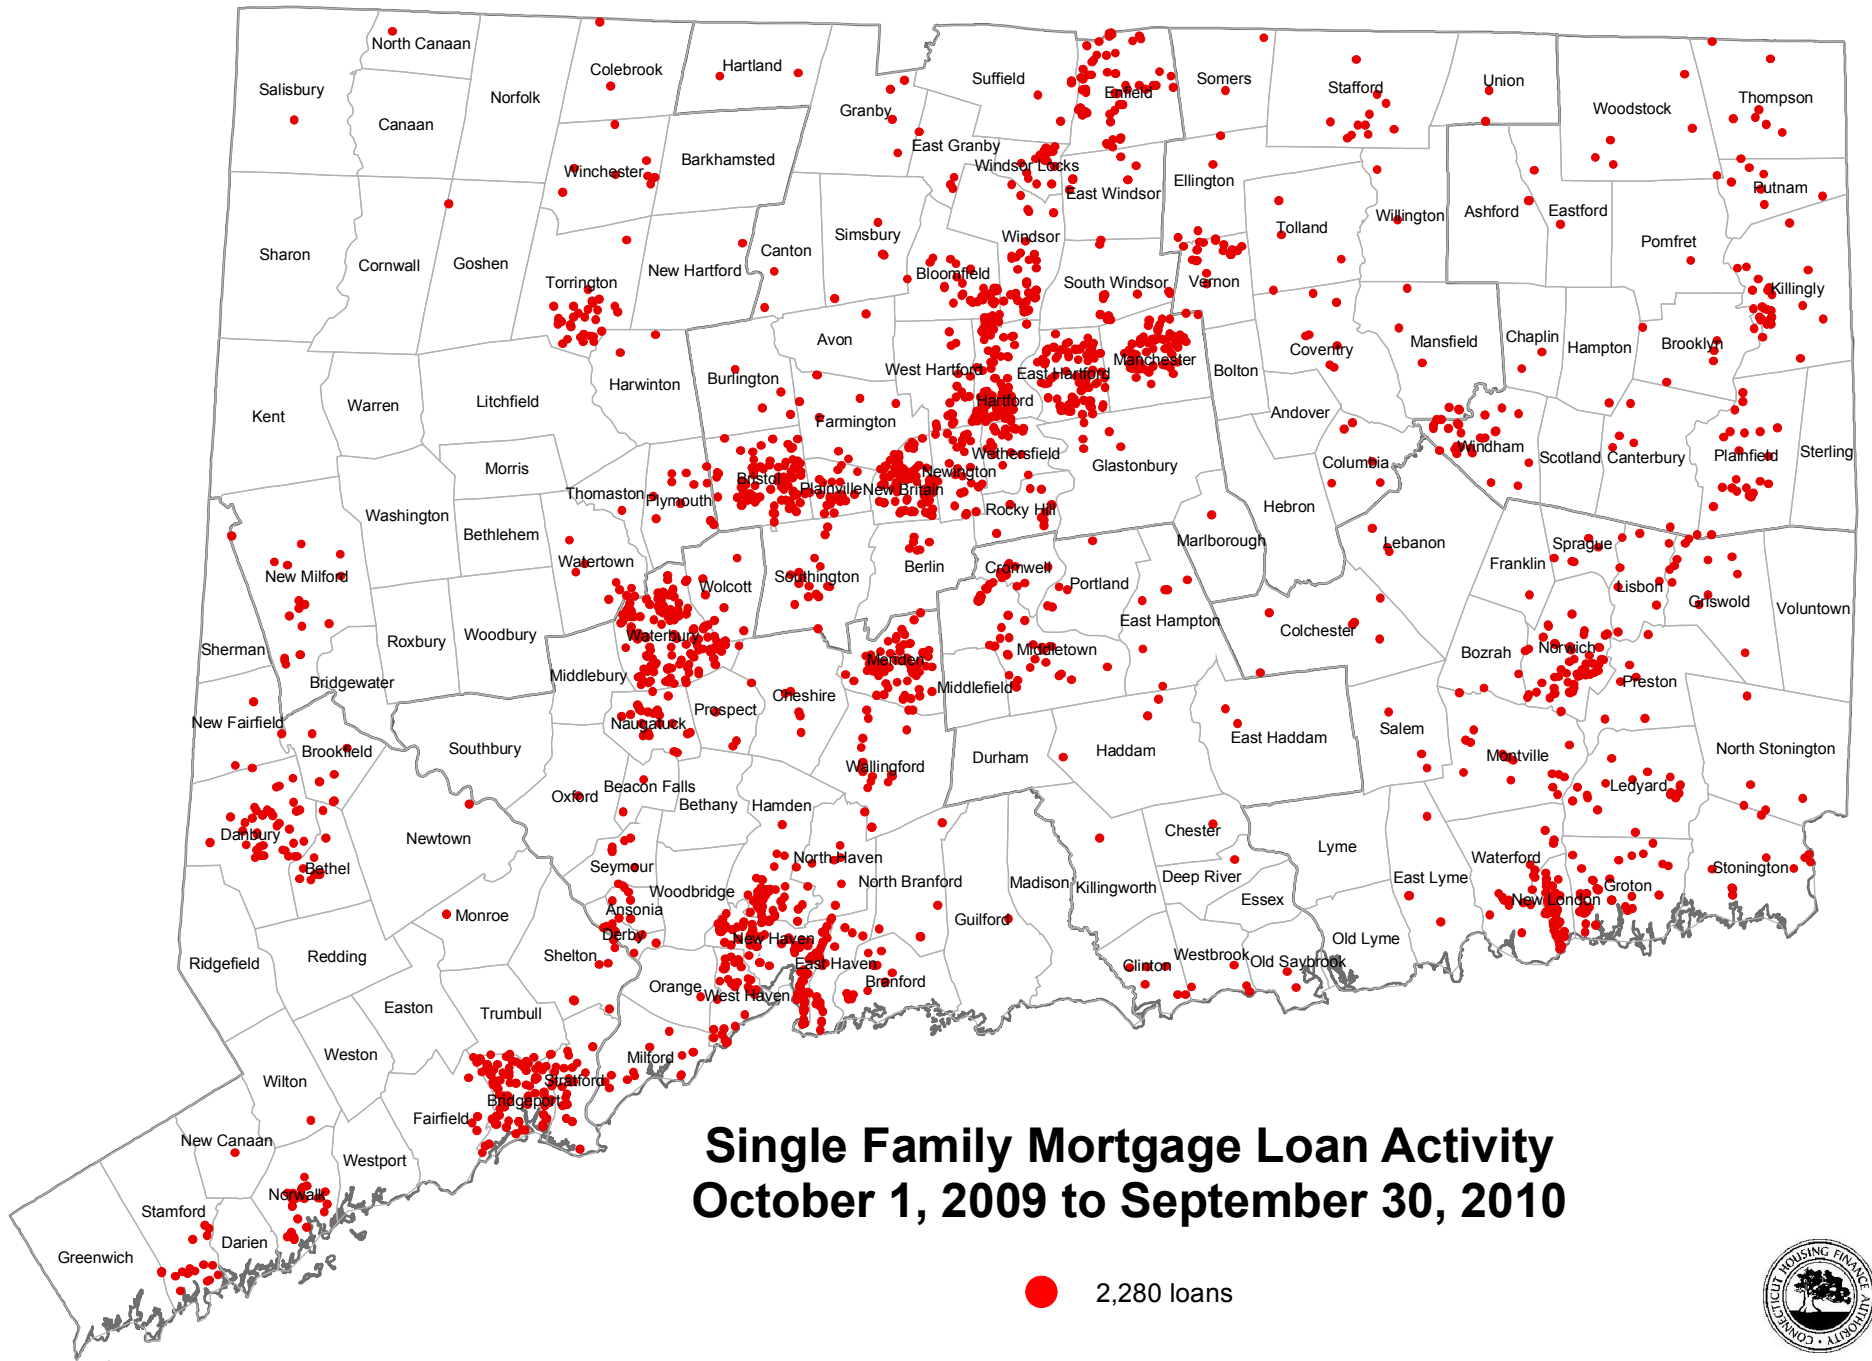 North Canaan
Salisbury
Canaan
Norfolk
Colebrook
Hartland
Granby
Suffield
East Granby
Enfield
Somers
Stafford
Union
Woodstock
Thompson
Barkhamsted
Winchester
Windsor Locks
East Windsor
Ellington
Tolland
Willington
Ashford
Eastford
Putnam
Pomfret
Sharon
Cornwall
Goshen
Torrington
New Hartford
Canton
Simsbury
Bloomfield
Windsor
South Windsor
Vernon
Killingly
Avon
West Hartford
East Hartford
Manchester
Bolton
Coventry
Mansfield
Chaplin
Hampton
Brooklyn
Kent
Warren
Litchfield
Harwinton
Burlington
Farmington
Hartford
Andover
Wethersfield
Glastonbury
Columbia
Windham
Scotland
Canterbury
Plainfield
Sterling
Morris
Thomaston
Plymouth
Bristol
Plainville
New Britain
Newington
Rocky Hill
Hebron
Washington
Bethlehem
Watertown
Wolcott
Southington
Berlin
Cromwell
Portland
Marlborough
Lebanon
Franklin
Sprague
Lisbon
Griswold
Voluntown
New Milford
Sherman
Roxbury
Woodbury
Waterbury
Middlebury
Bridgewater
Meriden
Middletown
East Hampton
Colchester
Bozrah
Norwich
Preston
New Fairfield
Brookfield
Southbury
Naugatuck
Prospect
Cheshire
Middlefield
Wallingford
Durham
Haddam
East Haddam
Salem
Montville
Ledyard
North Stonington
Oxford
Beacon Falls
Bethany
Hamden
Danbury
Bethel
Newtown
Seymour
Woodbridge
North Haven
North Branford
Madison
Killingworth
Chester
Deep River
Essex
Lyme
East Lyme
Waterford
New London
Groton
Stonington
Monroe
Ansonia
Derby
Shelton
New Haven
East Haven
Guilford
Branford
Clinton
Westbrook
Old Saybrook
Old Lyme
Ridgefield
Redding
Easton
Trumbull
Orange
West Haven
Milford
Weston
Wilton
Stratford
Bridgeport
Fairfield
New Canaan
Westport
Norwalk
Stamford
Darien
Greenwich
Single Family Mortgage Loan Activity
October 1, 2009 to September 30, 2010
2,280 loans
CONNECTICUT HOUSING FINANCE AUTHORITY